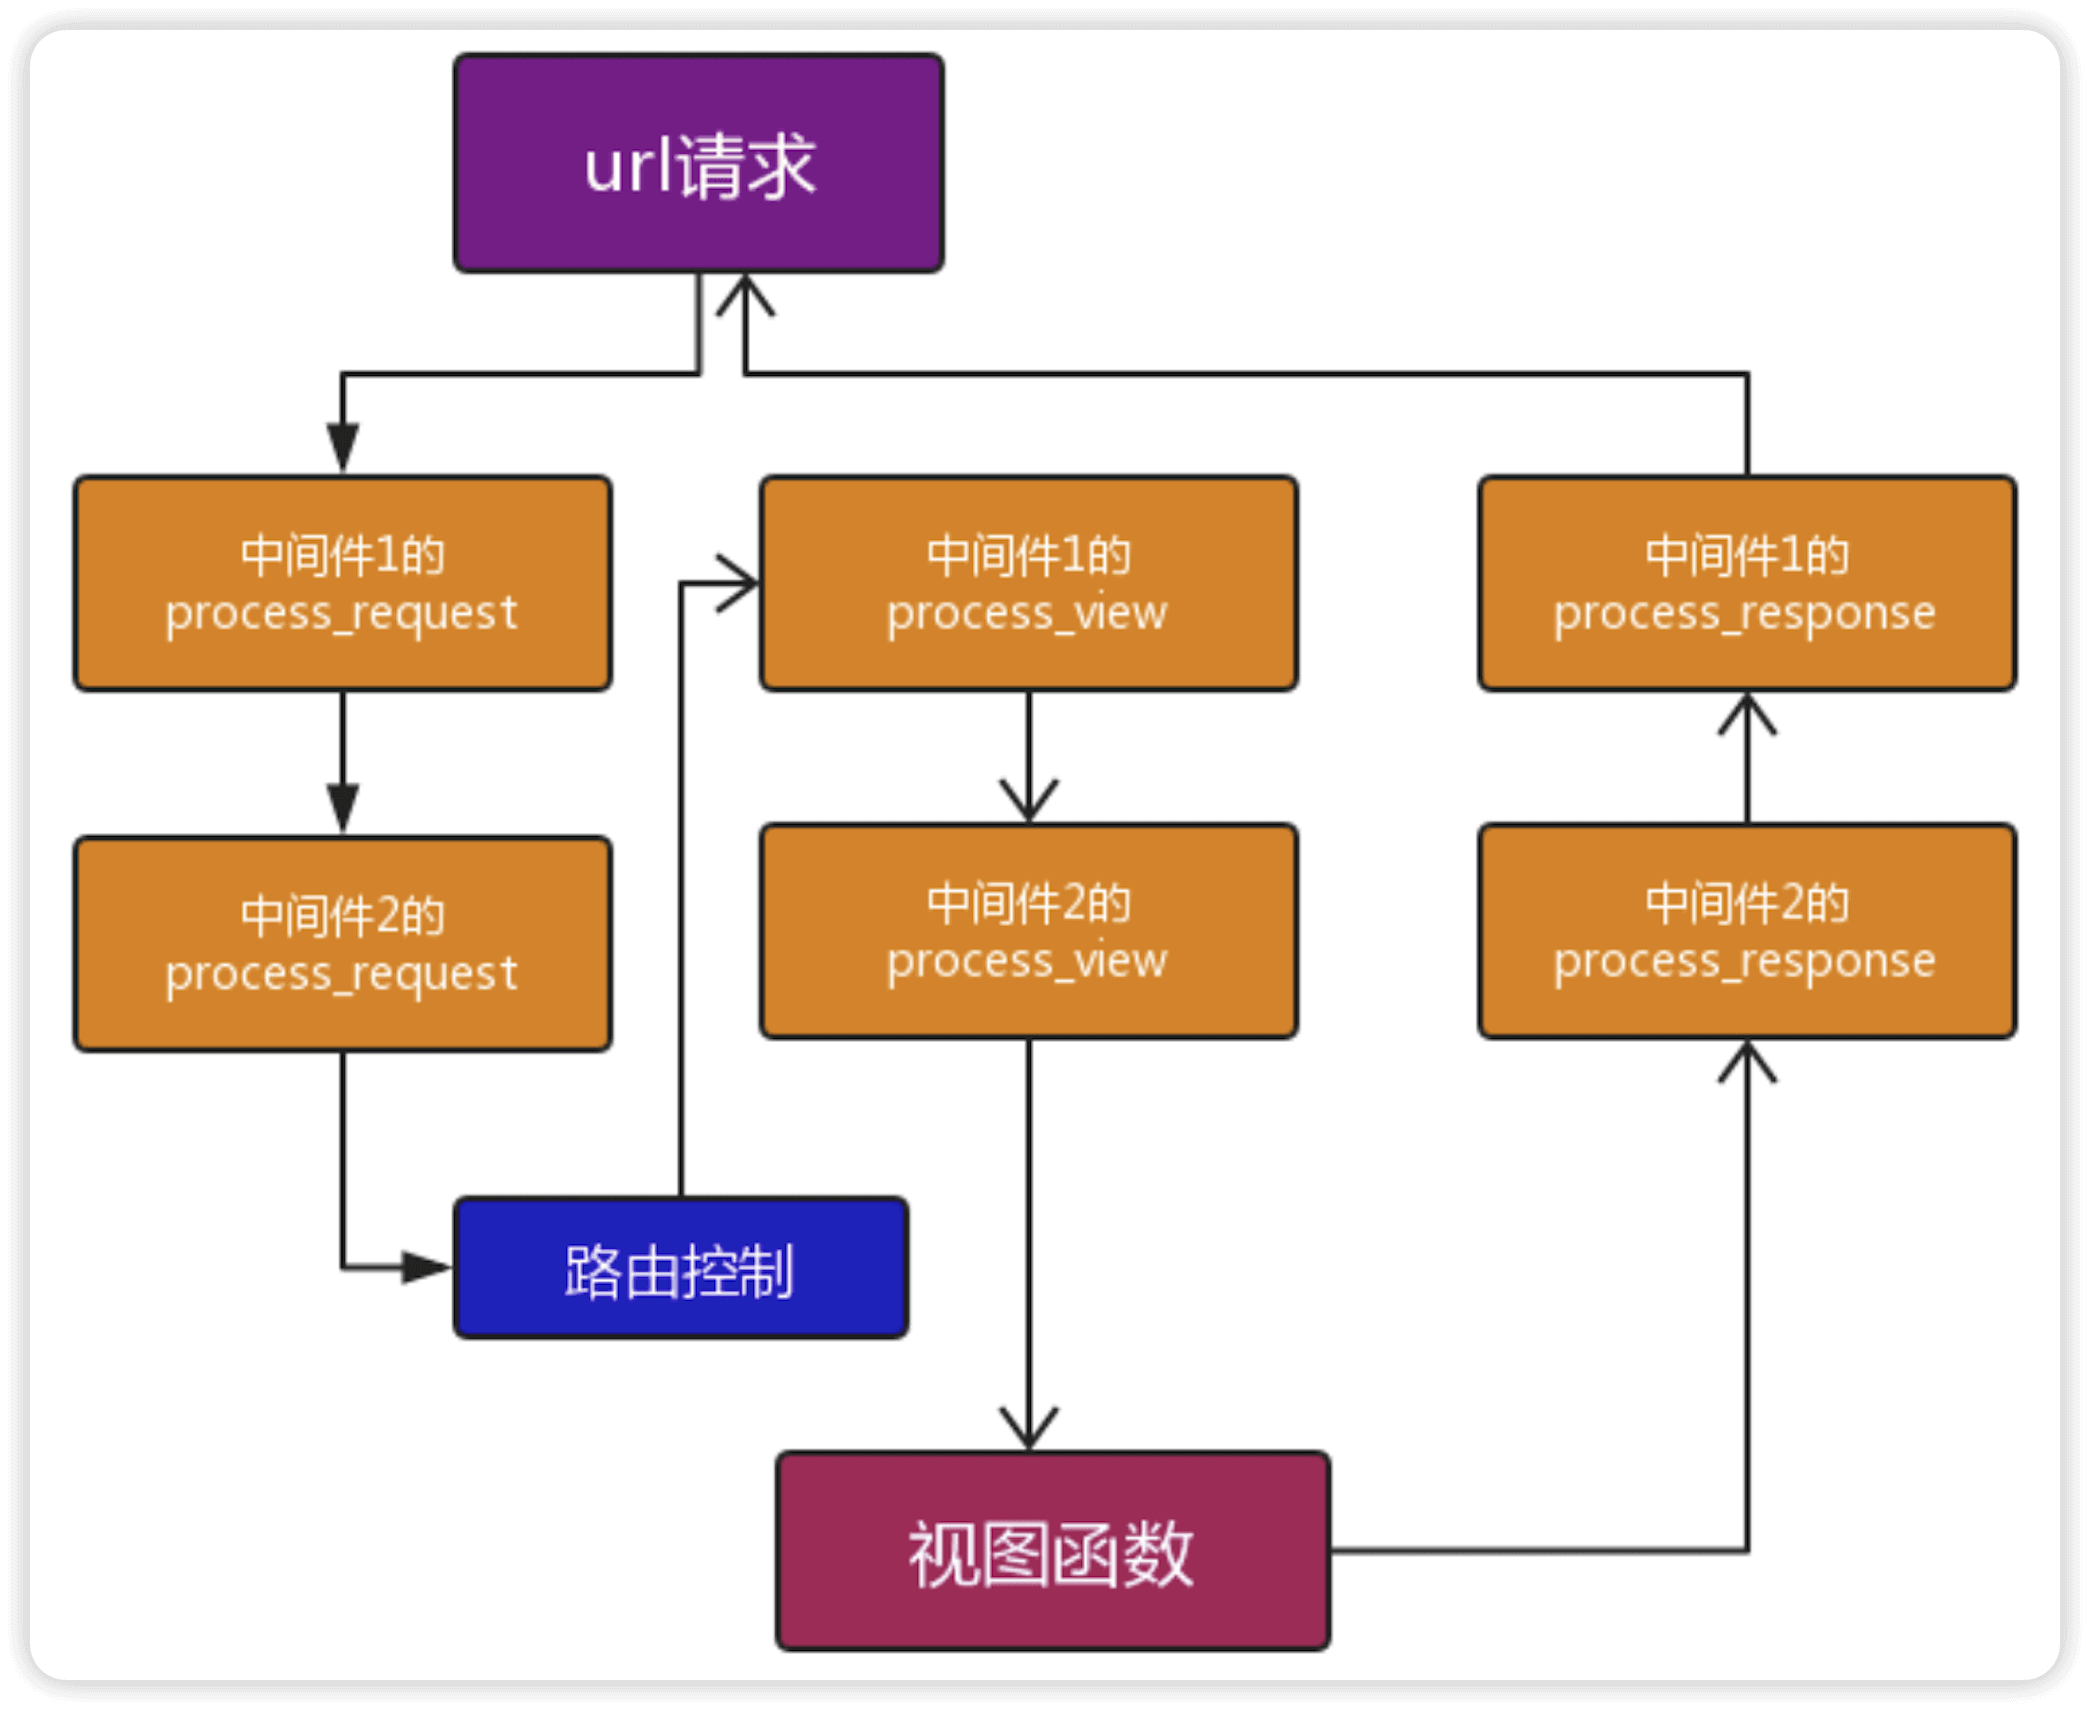 url请求
中间件1的
process_request
中间件1的
process_view
中间件1的
process_response
中间件2的
process_request
中间件2的
process_view
中间件2的
process_response
路由控制
视图函数